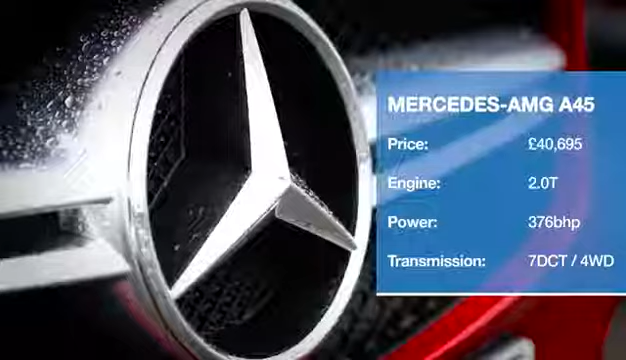 MERCEDES-AMG A45
Price: £40,695
Engine: 2.0T
Power: 376bhp
Transmission: 7DCT / 4WD